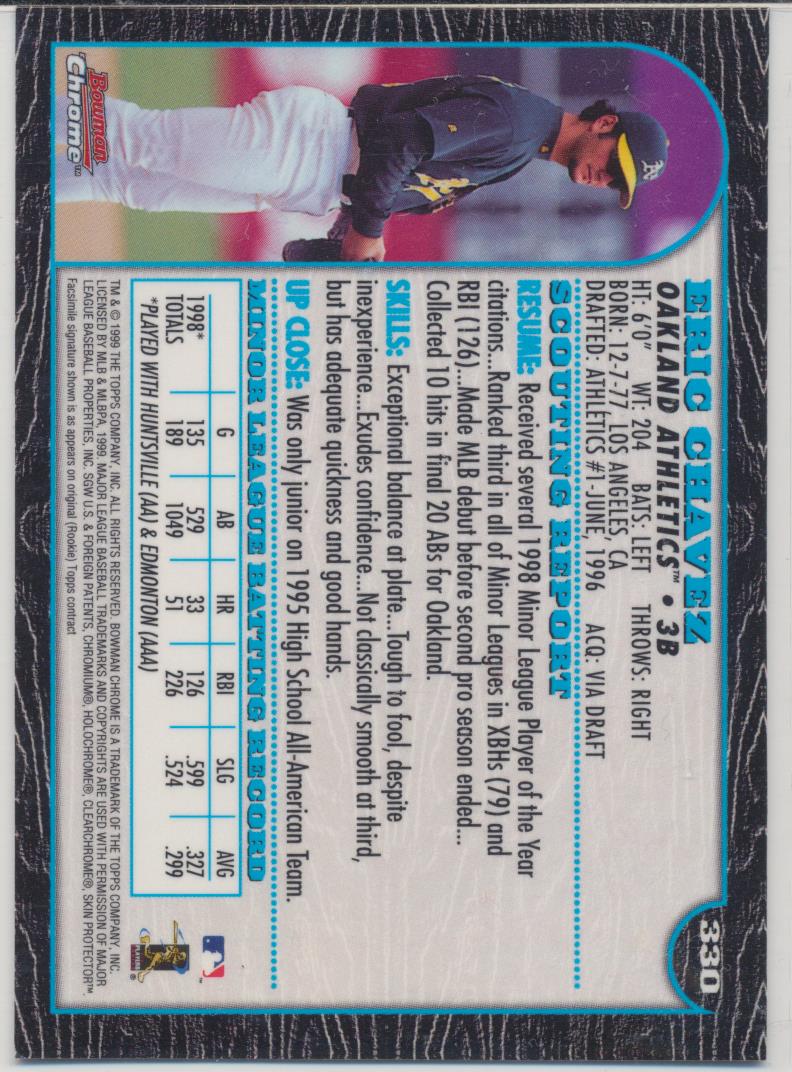 330
ERIC CHAVEZ
OAKLAND ATHLETICS™ • 3B
HT: 6'0" WT: 204 BATS: LEFT THROWS: RIGHT
BORN: 12-7-77 LOS ANGELES, CA
DRAFTED: ATHLETICS #1-JUNE, 1996 ACQ: VIA DRAFT
SCOUTING REPORT
RESUME: Received several 1998 Minor League Player of the Year
citations...Ranked third in all of Minor Leagues in XBHs (79) and
RBI (126)...Made MLB debut before second pro season ended...
Collected 10 hits in final 20 ABs for Oakland.
SKILLS: Exceptional balance at plate...Tough to fool, despite
inexperience...Exudes confidence...Not classically smooth at third,
but has adequate quickness and good hands.
UP CLOSE: Was only junior on 1995 High School All-American Team.
MINOR LEAGUE BATTING RECORD
G AB HR RBI SLG AVG
1998* 135 529 33 126 .599 .327
TOTALS 189 1049 51 226 .524 .299
*PLAYED WITH HUNTSVILLE (AA) & EDMONTON (AAA)
TM & © 1999 THE TOPPS COMPANY, INC. ALL RIGHTS RESERVED. BOWMAN CHROME IS A TRADEMARK OF THE TOPPS COMPANY, INC.
LICENSED BY MLB & MLBPA, 1999. MAJOR LEAGUE BASEBALL TRADEMARKS AND COPYRIGHTS ARE USED WITH PERMISSION OF MAJOR
LEAGUE BASEBALL PROPERTIES, INC. SGW U.S. & FOREIGN PATENTS, CHROMIUM®, HOLOCHROME®, CLEARCHROME®, SKIN PROTECTOR™.
Facsimile signature shown is as appears on original (Rookie) Topps contract
Bowman
Chrome™
A's
PLAYERS